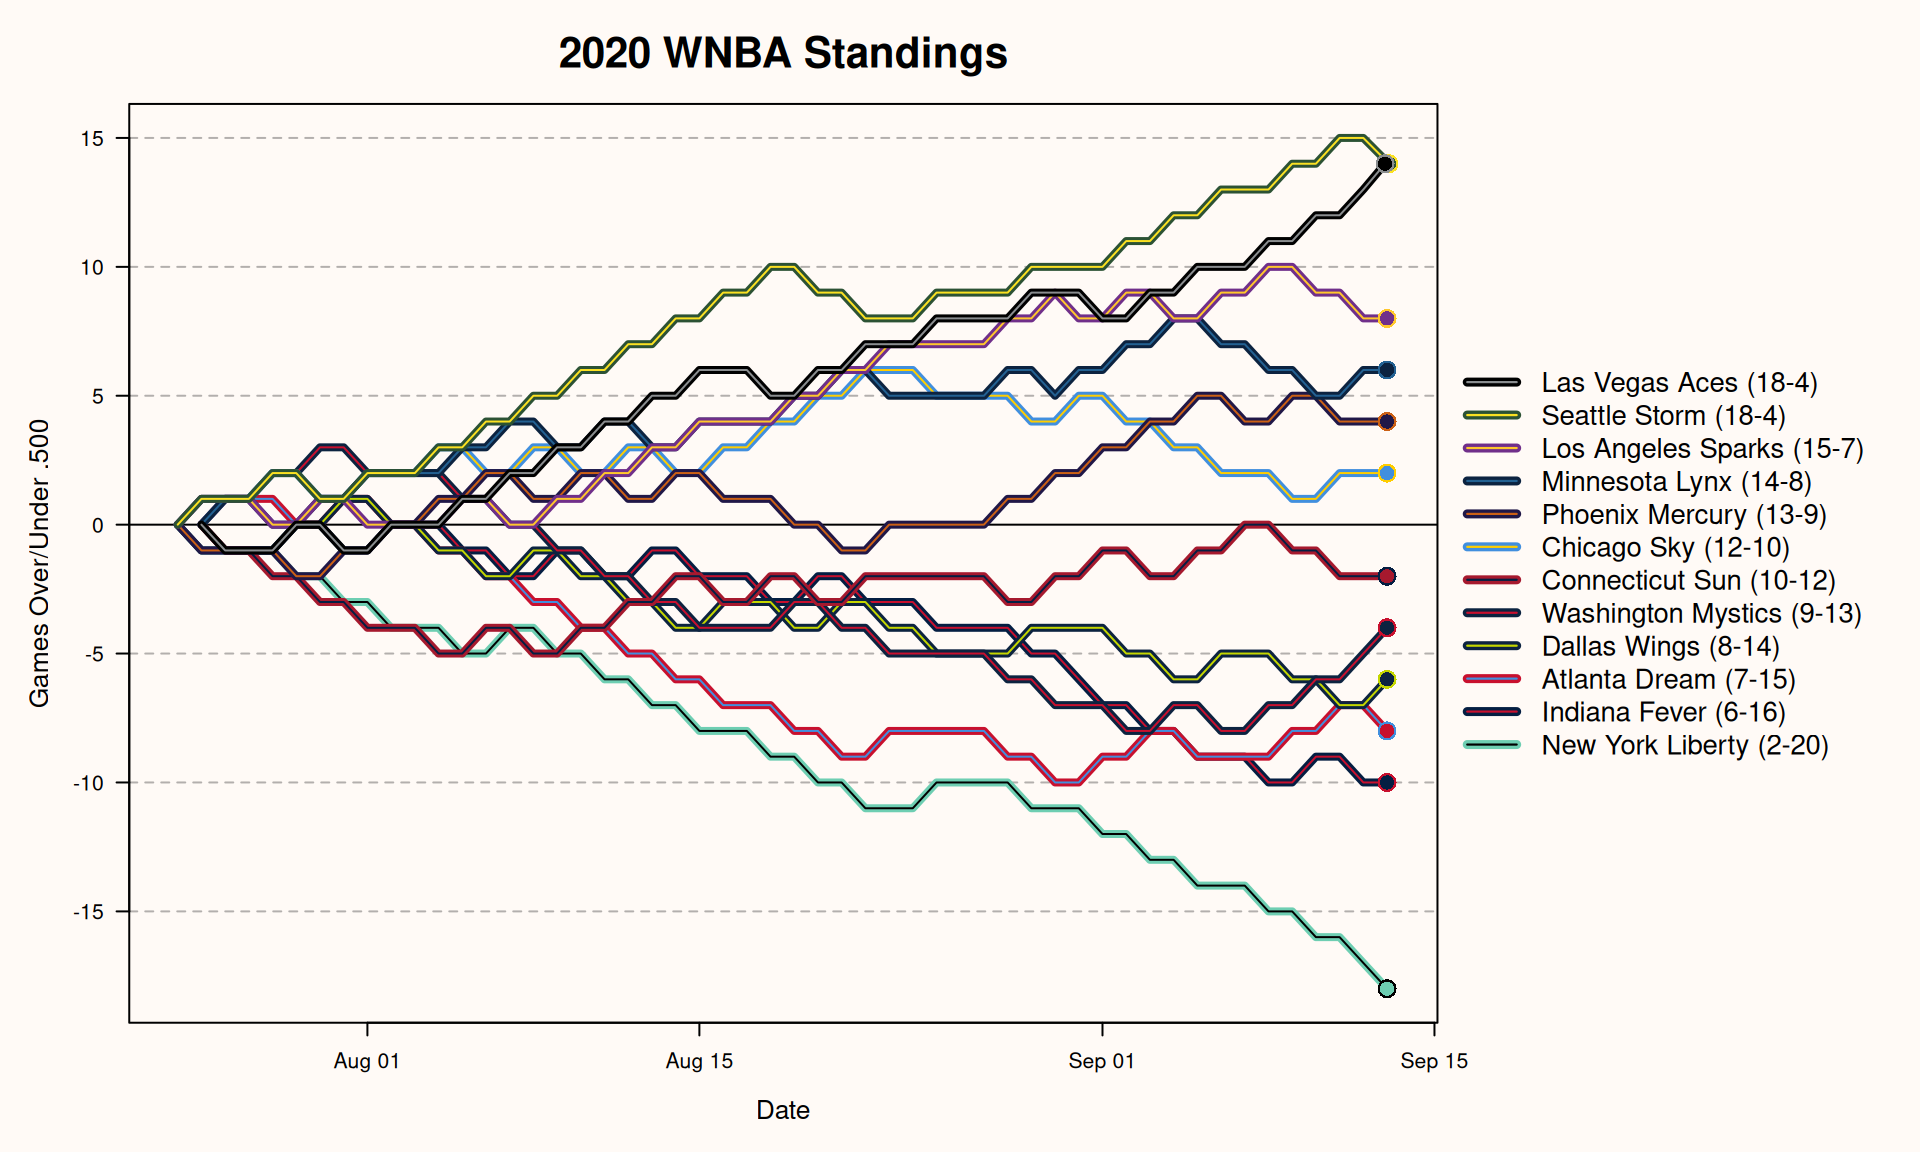 2020 WNBA Standings
Games Over/Under .500
15
10
5
0
-5
-10
-15
Aug 01
Aug 15
Sep 01
Sep 15
Date
Las Vegas Aces (18-4)
Seattle Storm (18-4)
Los Angeles Sparks (15-7)
Minnesota Lynx (14-8)
Phoenix Mercury (13-9)
Chicago Sky (12-10)
Connecticut Sun (10-12)
Washington Mystics (9-13)
Dallas Wings (8-14)
Atlanta Dream (7-15)
Indiana Fever (6-16)
New York Liberty (2-20)